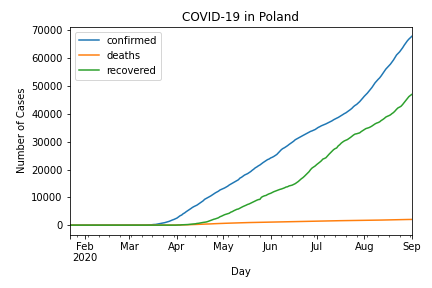 COVID-19 in Poland
confirmed
deaths
recovered
Number of Cases
70000
60000
50000
40000
30000
20000
10000
0
Feb Mar Apr May Jun Jul Aug Sep
2020
Day